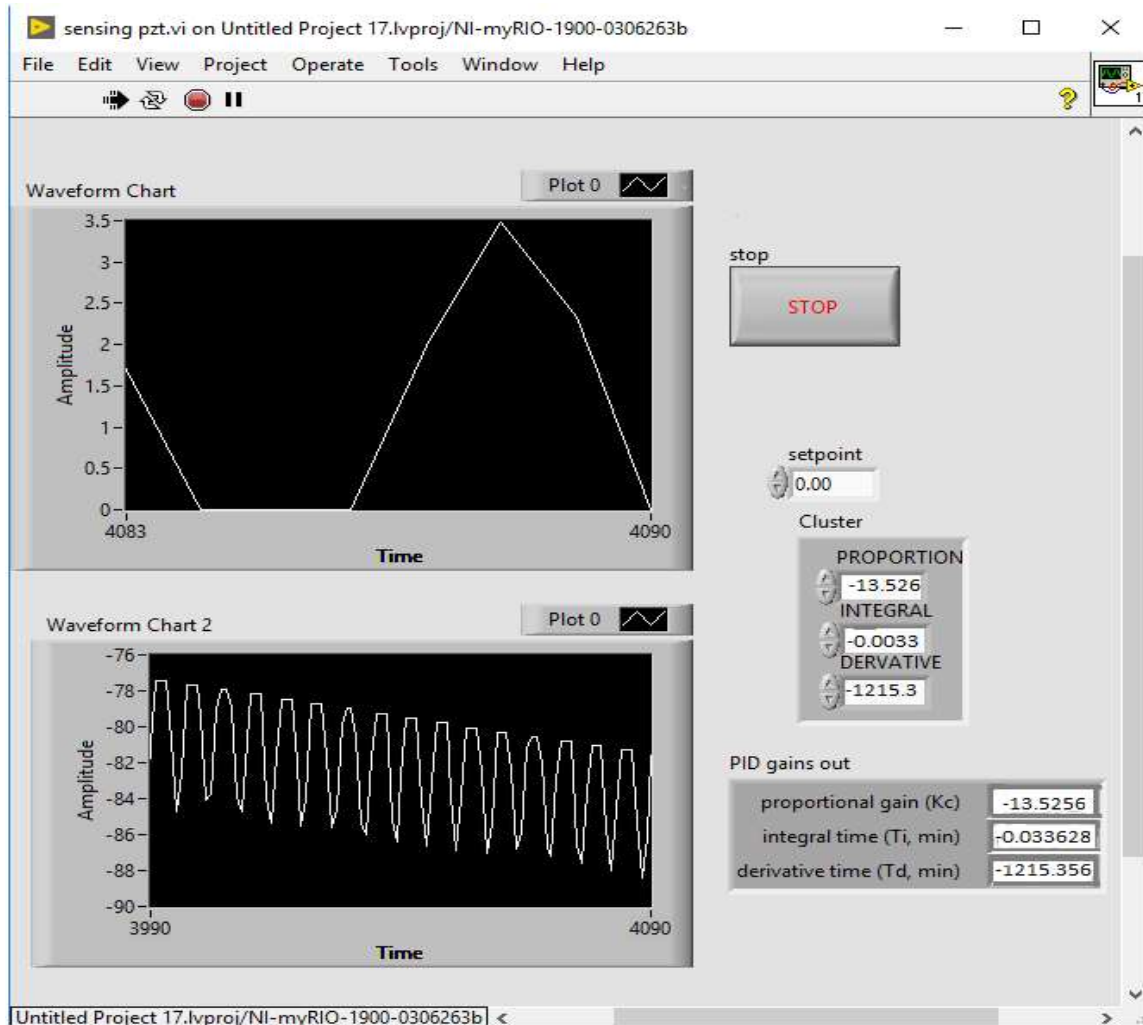 sensing pzt.vi on Untitled Project 17.lvproj/NI-myRIO-1900-0306263b
File Edit View Project Operate Tools Window Help
1
Waveform Chart
Plot 0
3.5
3
2.5
2
1.5
1
0.5
0
Amplitude
4083
4090
Time
stop
STOP
setpoint
0.00
Cluster
PROPORTION
-13.526
INTEGRAL
-0.0033
DERVATIVE
-1215.3
Waveform Chart 2
Plot 0
-76
-78
-80
-82
-84
-86
-88
-90
Amplitude
3990
4090
Time
PID gains out
proportional gain (Kc) -13.5256
integral time (Ti, min) -0.033628
derivative time (Td, min) -1215.356
Untitled Project 17.lvproj/NI-myRIO-1900-0306263b